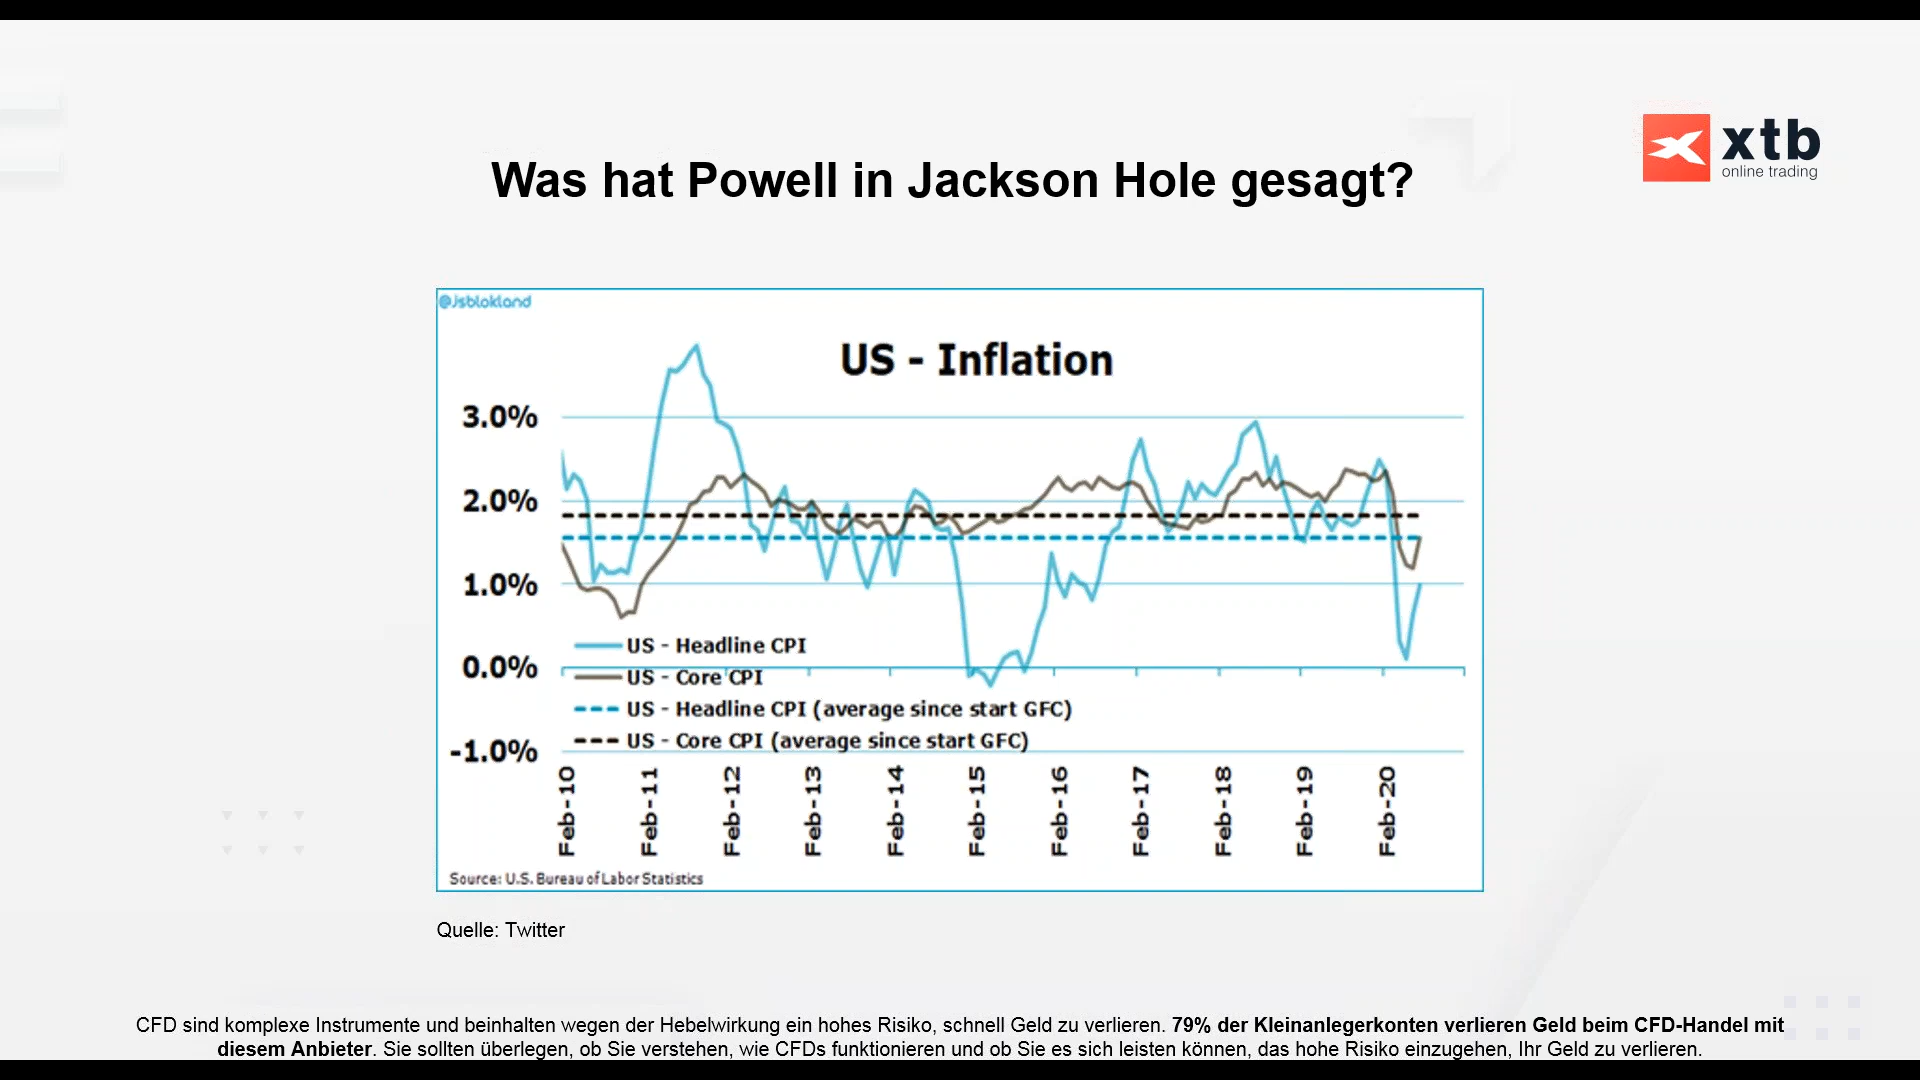 xtb
online trading
Was hat Powell in Jackson Hole gesagt?
@jsblokland
US - Inflation
3.0%
2.0%
1.0%
0.0%
-1.0%
US - Headline CPI
US - Core CPI
US - Headline CPI (average since start GFC)
US - Core CPI (average since start GFC)
Feb-10
Feb-11
Feb-12
Feb-13
Feb-14
Feb-15
Feb-16
Feb-17
Feb-18
Feb-19
Feb-20
Source: U.S. Bureau of Labor Statistics
Quelle: Twitter
CFD sind komplexe Instrumente und beinhalten wegen der Hebelwirkung ein hohes Risiko, schnell Geld zu verlieren. 79% der Kleinanlegerkonten verlieren Geld beim CFD-Handel mit
diesem Anbieter. Sie sollten überlegen, ob Sie verstehen, wie CFDs funktionieren und ob Sie es sich leisten können, das hohe Risiko einzugehen, Ihr Geld zu verlieren.